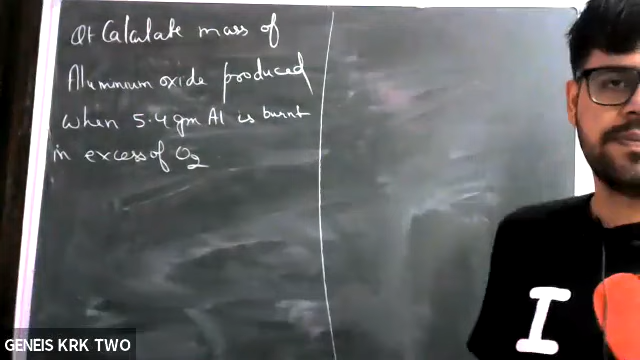 Q1 Calculate mass of
Aluminium oxide produced
when 5.4 gm Al is burnt
in excess of O2
I
GENEIS KRK TWO